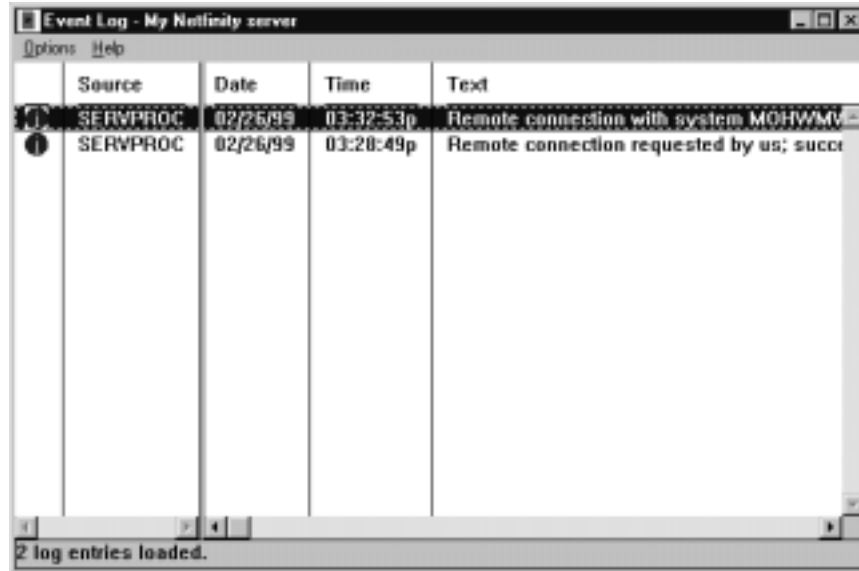 Event Log - My Netfinity server
Options Help
Source Date Time Text
SERVPROC 02/26/99 03:32:53p Remote connection with system
SERVPROC 02/26/99 03:28:49p Remote connection requested by us; succe
2 log entries loaded.